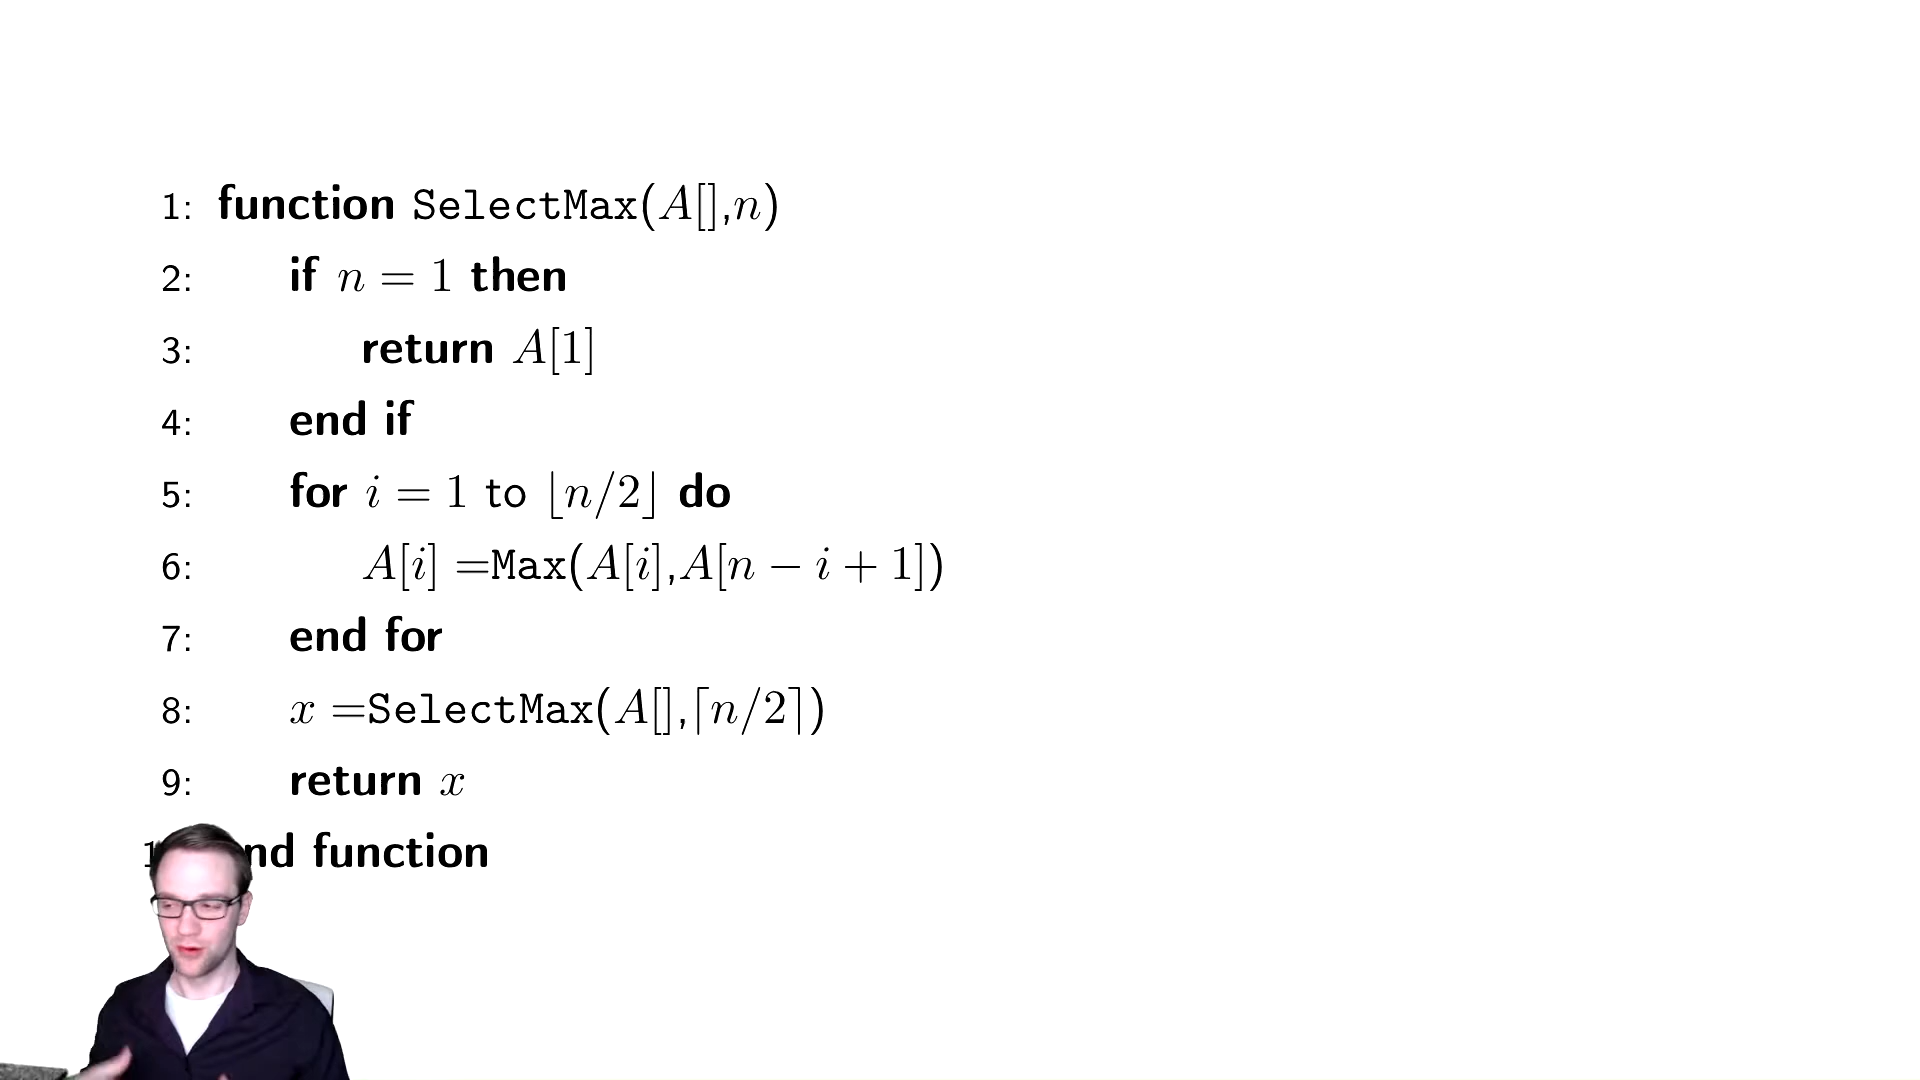 1: function SelectMax(A[],n)
2: if n = 1 then
3: return A[1]
4: end if
5: for i = 1 to ⌊n/2⌋ do
6: A[i] =Max(A[i],A[n − i + 1])
7: end for
8: x =SelectMax(A[],⌈n/2⌉)
9: return x
function